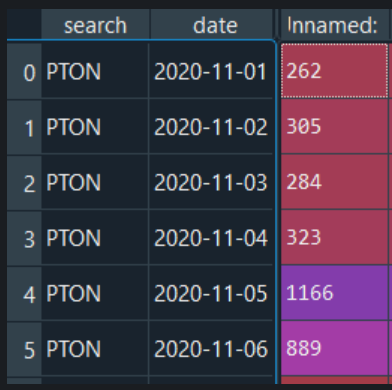 search date Unnamed:
0 PTON 2020-11-01 262
1 PTON 2020-11-02 305
2 PTON 2020-11-03 284
3 PTON 2020-11-04 323
4 PTON 2020-11-05 1166
5 PTON 2020-11-06 889